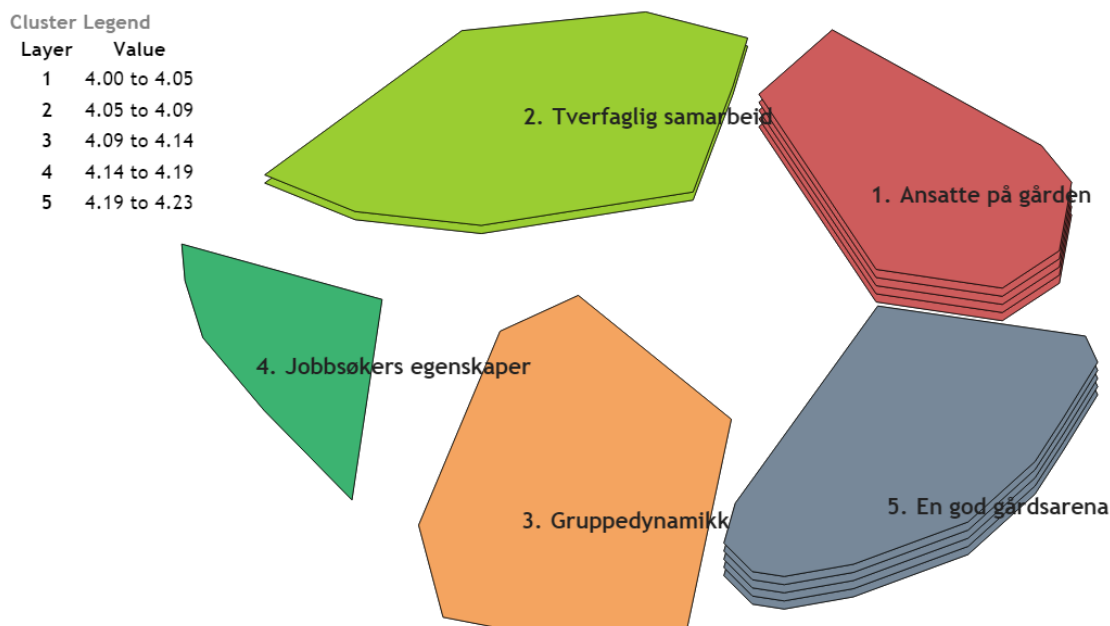 Cluster Legend
Layer Value
1 4.00 to 4.05
2 4.05 to 4.09
3 4.09 to 4.14
4 4.14 to 4.19
5 4.19 to 4.23
2. Tverfaglig samarbeid
1. Ansatte på gården
4. Jobbsøkers egenskaper
5. En god gårdsarena
3. Gruppedynamikk